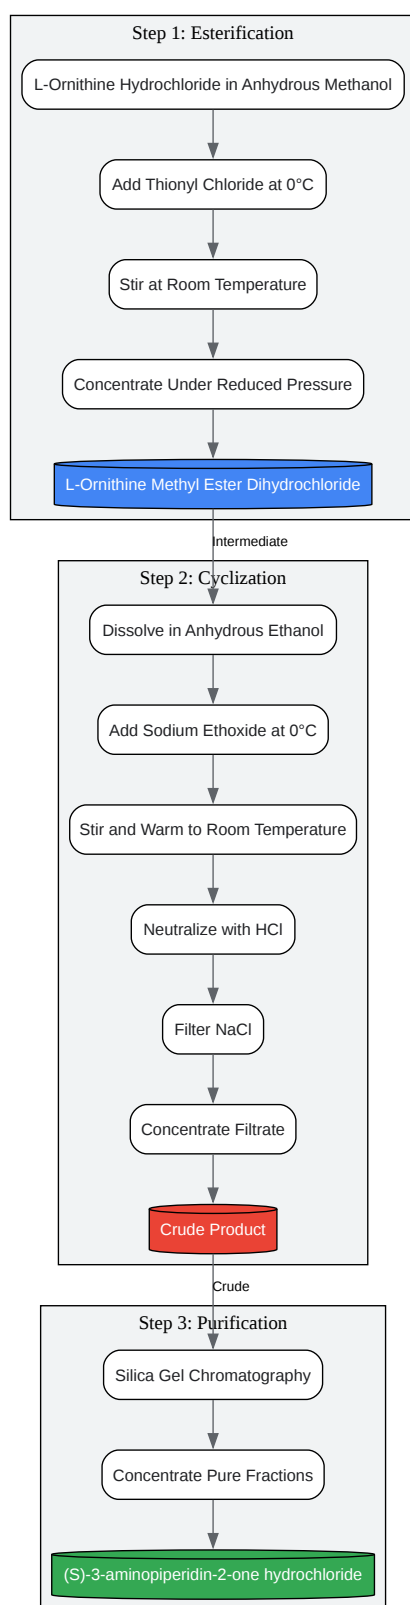 Step 1: Esterification
L-Ornithine Hydrochloride in Anhydrous Methanol
Add Thionyl Chloride at 0°C
Stir at Room Temperature
Concentrate Under Reduced Pressure
L-Ornithine Methyl Ester Dihydrochloride
Intermediate
Step 2: Cyclization
Dissolve in Anhydrous Ethanol
Add Sodium Ethoxide at 0°C
Stir and Warm to Room Temperature
Neutralize with HCl
Filter NaCl
Concentrate Filtrate
Crude Product
Crude
Step 3: Purification
Silica Gel Chromatography
Concentrate Pure Fractions
(S)-3-aminopiperidin-2-one hydrochloride